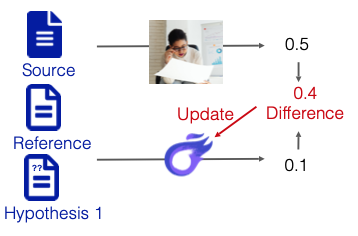 Source
0.5
0.4
Update
Difference
Reference
??
0.1
Hypothesis 1